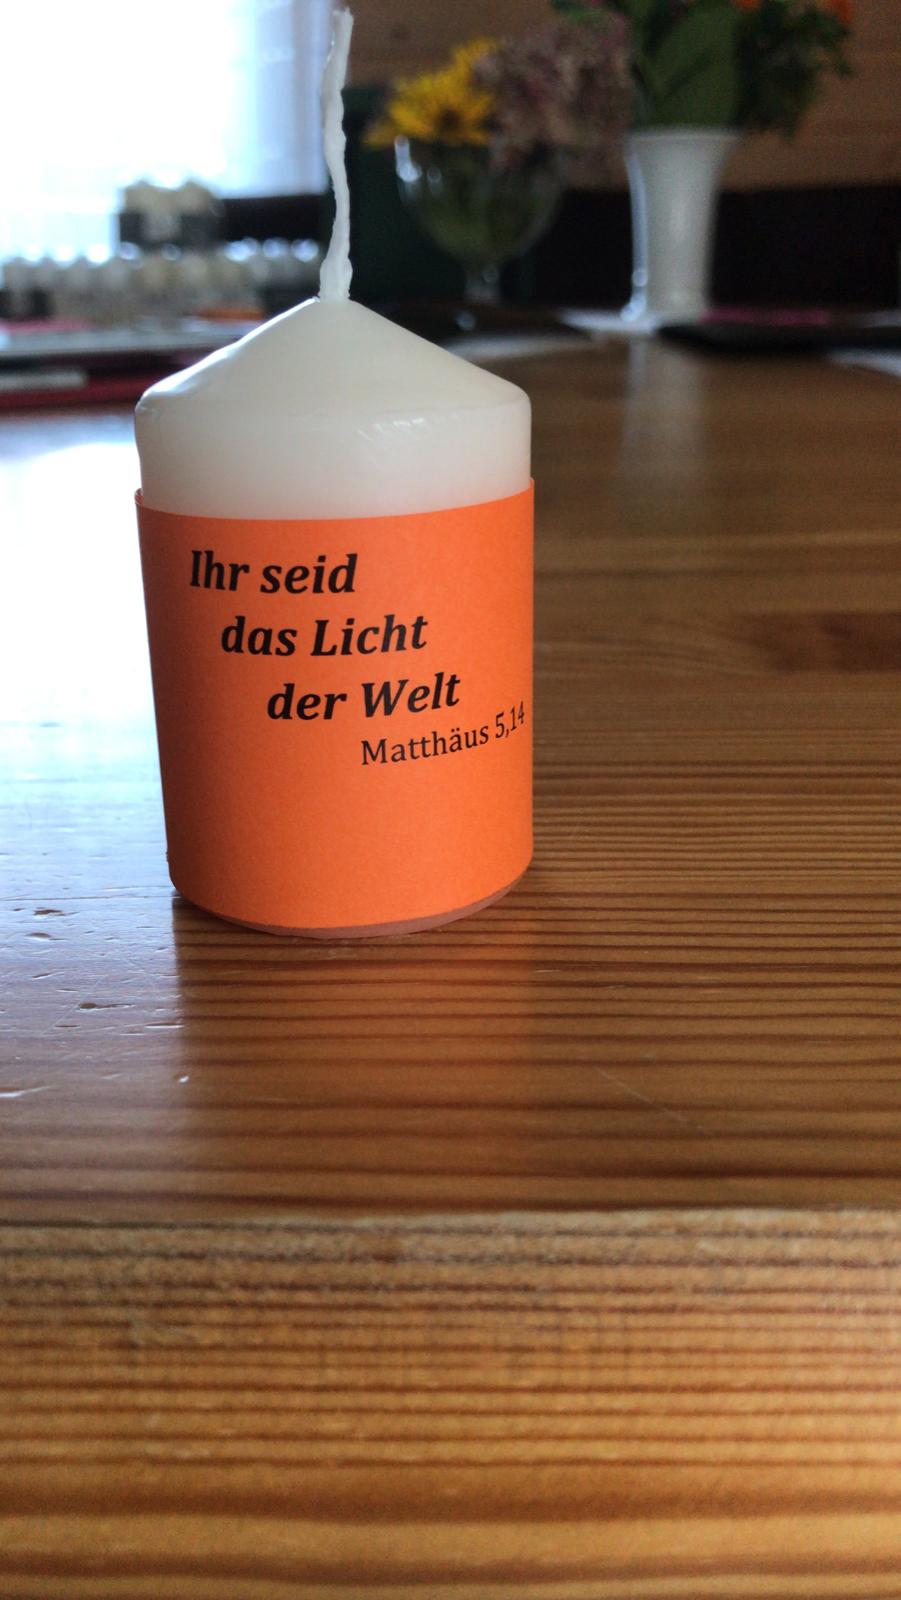 Ihr seid
das Licht
der Welt
Matthäus 5,14